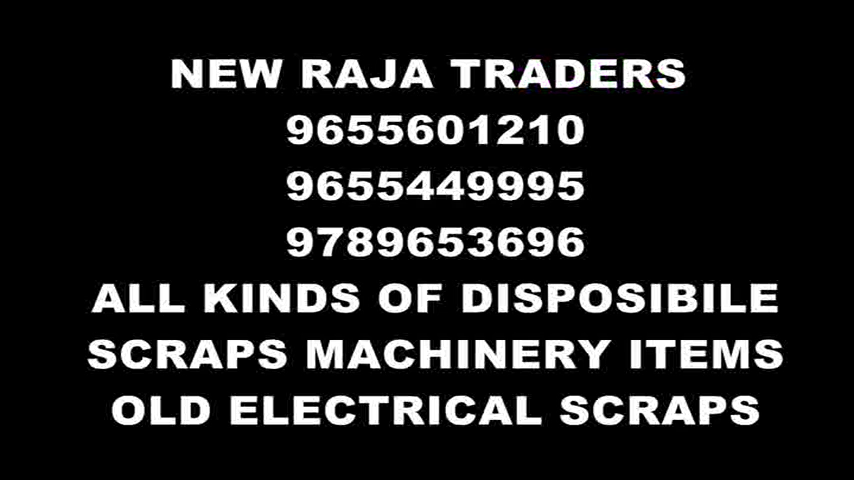 NEW RAJA TRADERS
9655601210
9655449995
9789653696
ALL KINDS OF DISPOSIBILE
SCRAPS MACHINERY ITEMS
OLD ELECTRICAL SCRAPS